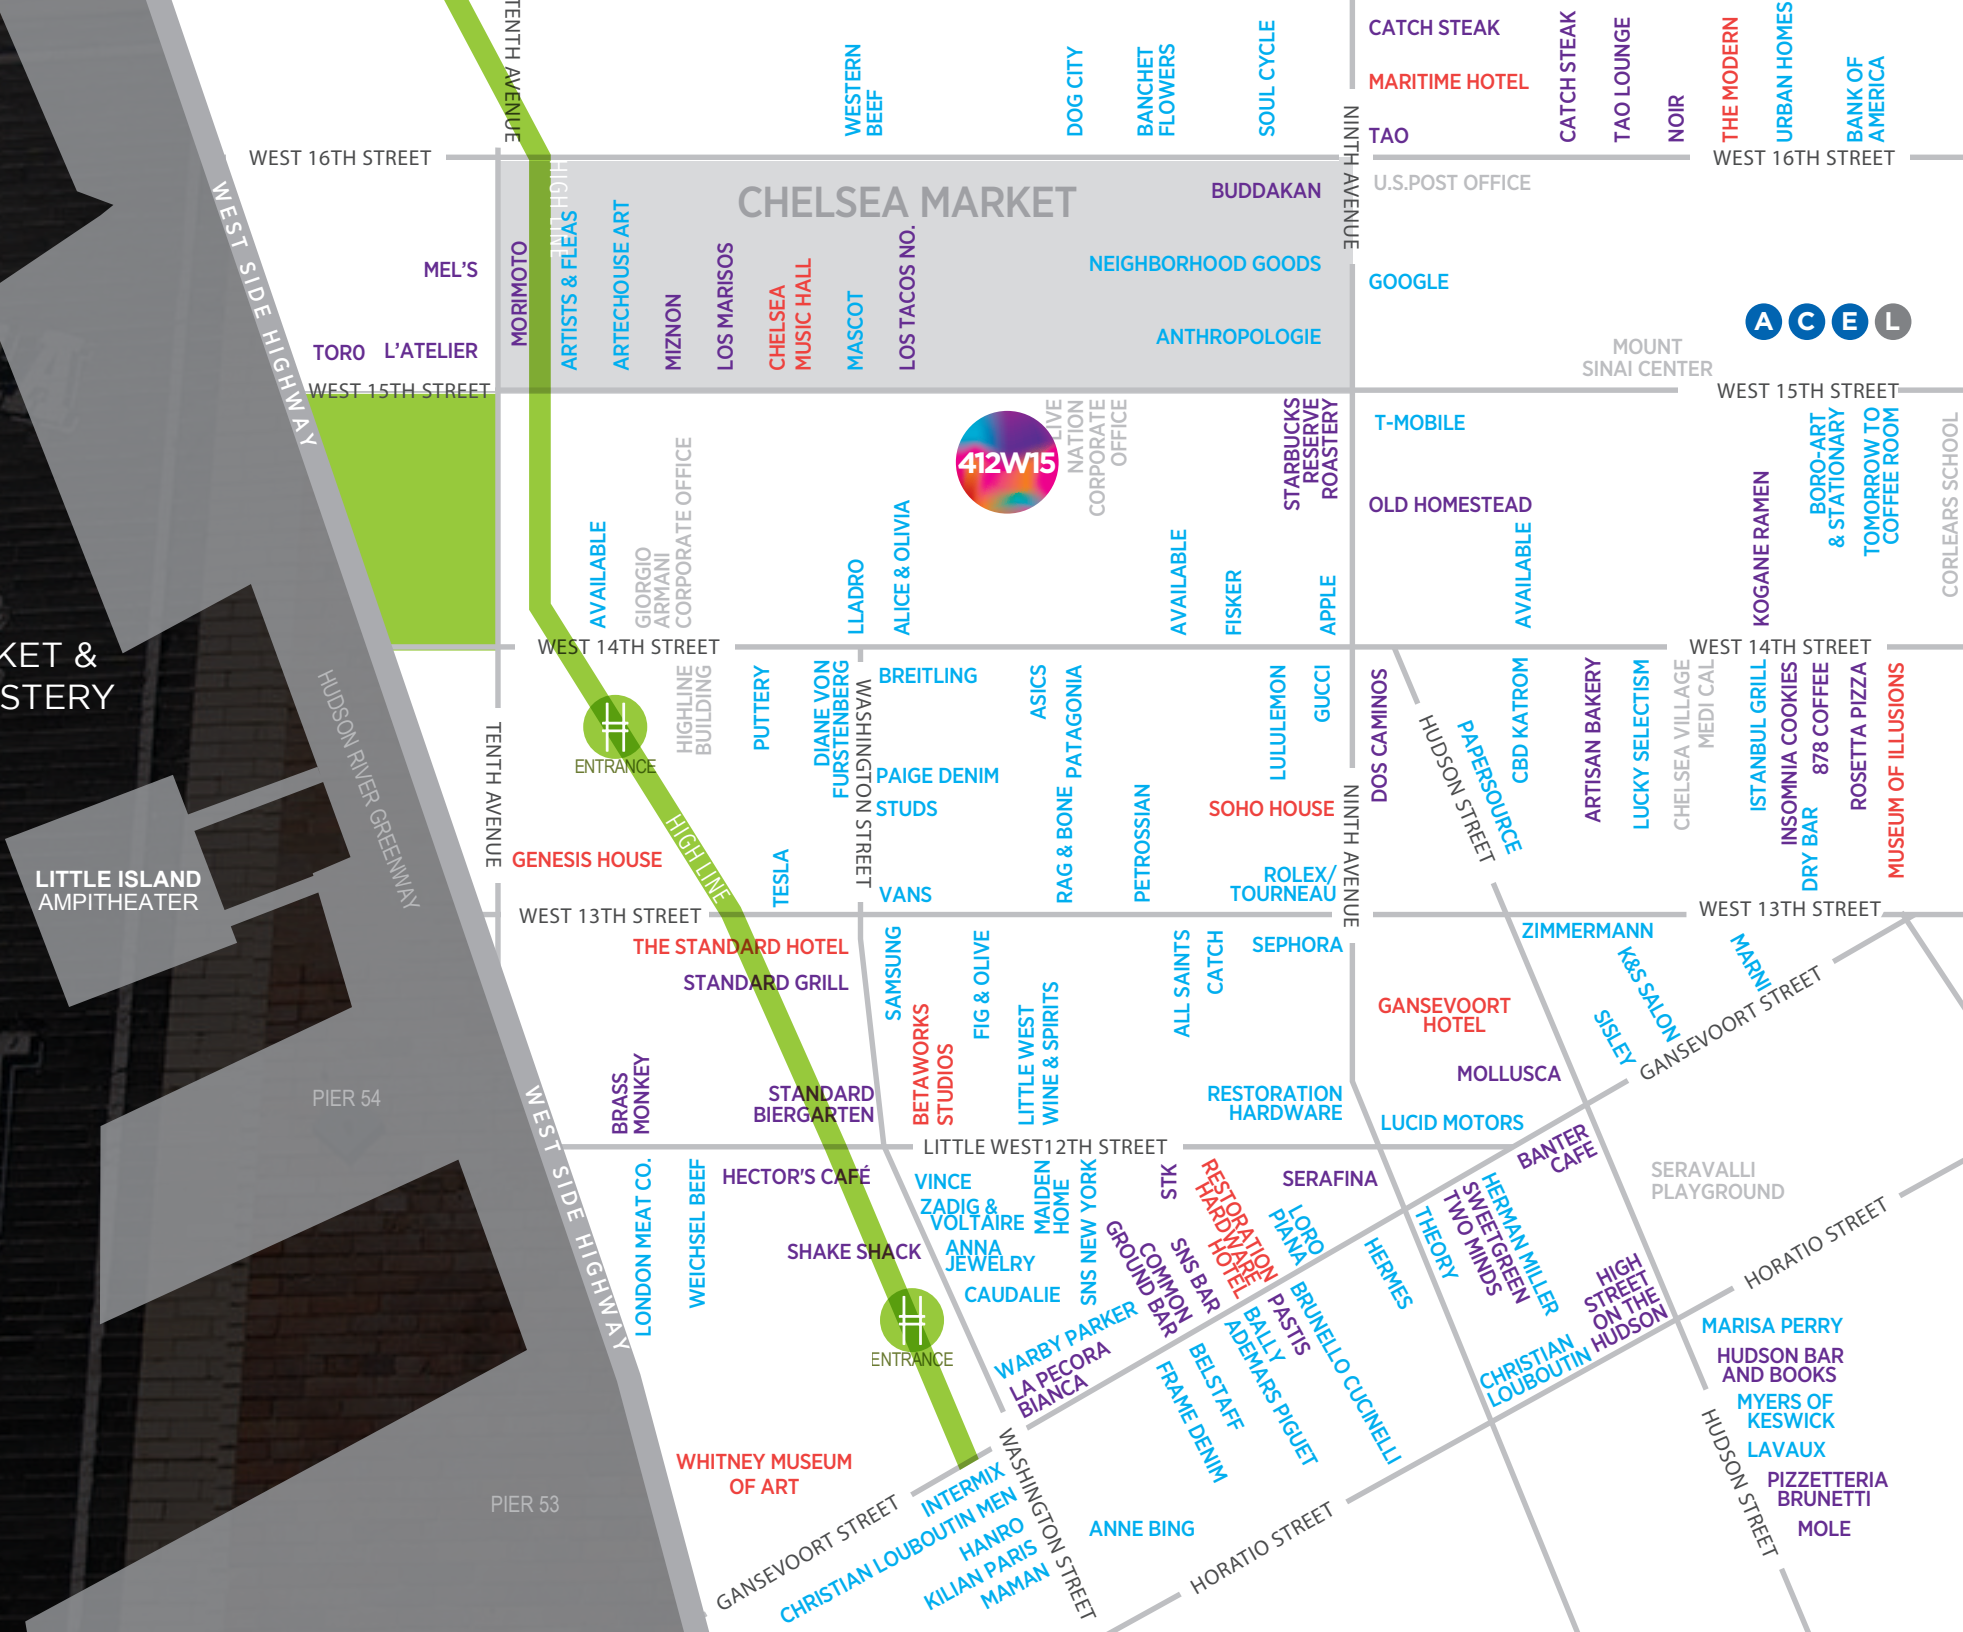 TENTH AVENUE
WESTERN
BEEF
DOG CITY
BANCHET
FLOWERS
SOUL CYCLE
NINTH AVENUE
CATCH STEAK
MARITIME HOTEL
TAO
CATCH STEAK
TAO LOUNGE
NOIR
THE MODERN
URBAN HOMES
BANK OF
AMERICA
WEST 16TH STREET
WEST 16TH STREET
WEST SIDE HIGHWAY
HIGH LINE
CHELSEA MARKET
BUDDAKAN
U.S.POST OFFICE
MEL'S
TOR0
L'ATELIER
MORIMOTO
ARTISTS & FLEAS
ARTECHOUSE ART
MIZNON
LOS MARISOS
CHELSEA
MUSIC HALL
MASCOT
LOS TACOS NO.
NEIGHBORHOOD GOODS
ANTHROPOLOGIE
GOOGLE
A C E L
MOUNT
SINAI CENTER
WEST 15TH STREET
WEST 15TH STREET
412W15
LIVE
NATION
CORPORATE
OFFICE
STARBUCKS
RESERVE
ROASTERY
T-MOBILE
OLD HOMESTEAD
AVAILABLE
GIORGIO
ARMANI
CORPORATE OFFICE
LLADRO
ALICE & OLIVIA
AVAILABLE
FISKER
APPLE
AVAILABLE
KOGANE RAMEN
BORO-ART
& STATIONARY
TOMORROW TO
COFFEE ROOM
CORLEARS SCHOOL
WEST 14TH STREET
WEST 14TH STREET
KET &
STERY
HUDSON RIVER GREENWAY
TENTH AVENUE
ENTRANCE
HIGHLINE
BUILDING
PUTTERY
DIANE VON
FURSTENBERG
WASHINGTON STREET
BREITLING
ASICS
PATAGONIA
LULULEMON
GUCCI
DOS CAMINOS
HUDSON STREET
PAPERSOURCE
CBD KATROM
ARTISAN BAKERY
LUCKY SELECTISM
CHELSEA VILLAGE
MEDI CAL
ISTANBUL GRILL
INSOMNIA COOKIES
878 COFFEE
DRY BAR
ROSETTA PIZZA
MUSEUM OF ILLUSIONS
PAIGE DENIM
STUDS
RAG & BONE
PETROSSIAN
SOHO HOUSE
NINTH AVENUE
GENESIS HOUSE
HIGH LINE
TESLA
VANS
ROLEX/
TOURNEAU
LITTLE ISLAND
AMPITHEATER
WEST 13TH STREET
WEST 13TH STREET
THE STANDARD HOTEL
STANDARD GRILL
SAMSUNG
BETAWORKS
STUDIOS
FIG & OLIVE
LITTLE WEST
WINE & SPIRITS
ALL SAINTS
CATCH
SEPHORA
ZIMMERMANN
K&S SALON
SISLEY
MARNI
GANSEVOORT STREET
GANSEVOORT
HOTEL
MOLLUSCA
PIER 54
WEST SIDE HIGHWAY
BRASS
MONKEY
STANDARD
BIERGARTEN
RESTORATION
HARDWARE
LUCID MOTORS
LITTLE WEST12TH STREET
BANTER
CAFE
LONDON MEAT CO.
WEICHSEL BEEF
HECTOR'S CAFÉ
SHAKE SHACK
VINCE
ZADIG &
VOLTAIRE
ANNA
JEWELRY
CAUDALIE
MAIDEN
HOME
SNS NEW YORK
STK
RESTORATION
HARDWARE
HOTEL
SERAFINA
LORO
PIANA
COMMON
GROUND BAR
SNS BAR
HERMES
THEORY
HERMAN MILLER
SWEETGREEN
TWO MINDS
SERAVALLI
PLAYGROUND
HORATIO STREET
HIGH
STREET
ON THE
HUDSON
ENTRANCE
WARBY PARKER
LA PECORA
BIANCA
PASTIS
BALLY
ADEMARS PIGUET
BRUNELLO CUCINELLI
BELSTAFF
FRAME DENIM
CHRISTIAN
LOUBOUTIN
MARISA PERRY
HUDSON BAR
AND BOOKS
MYERS OF
KESWICK
LAVAUX
PIZZETTERIA
BRUNETTI
MOLE
HUDSON STREET
WHITNEY MUSEUM
OF ART
PIER 53
GANSEVOORT STREET
INTERMIX
CHRISTIAN LOUBOUTIN MEN
HANRO
KILIAN PARIS
MAMAN
WASHINGTON STREET
ANNE BING
HORATIO STREET